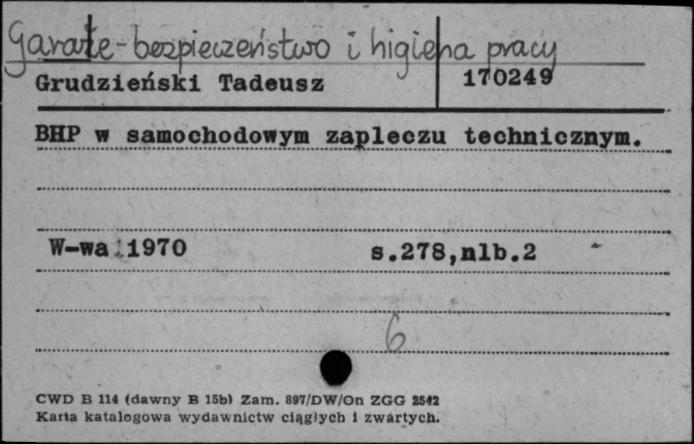 Garaże - bezpieczeństwo i higiena pracy
Grudzieński Tadeusz 170249
BHP w samochodowym zapleczu technicznym.
W-wa 1970 s.278,nlb.2
6
CWD B 114 (dawny B 15b) Zam. 897/DW/On ZGG 2542
Karta katalogowa wydawnictw ciągłych i zwartych.